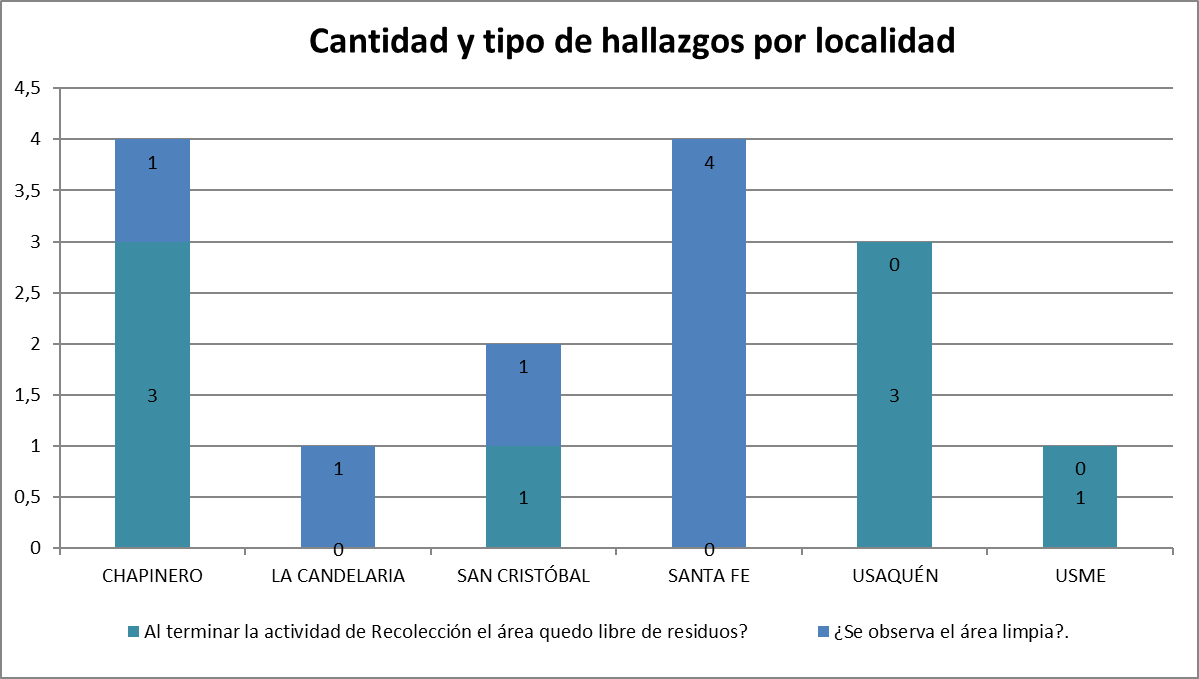 Cantidad y tipo de hallazgos por localidad
4,5
4
3,5
3
2,5
2
1,5
1
0,5
0
1
3
1
0
1
1
4
0
0
3
0
1
CHAPINERO
LA CANDELARIA
SAN CRISTÓBAL
SANTA FE
USAQUÉN
USME
Al terminar la actividad de Recolección el área quedo libre de residuos?
¿Se observa el área limpia?.